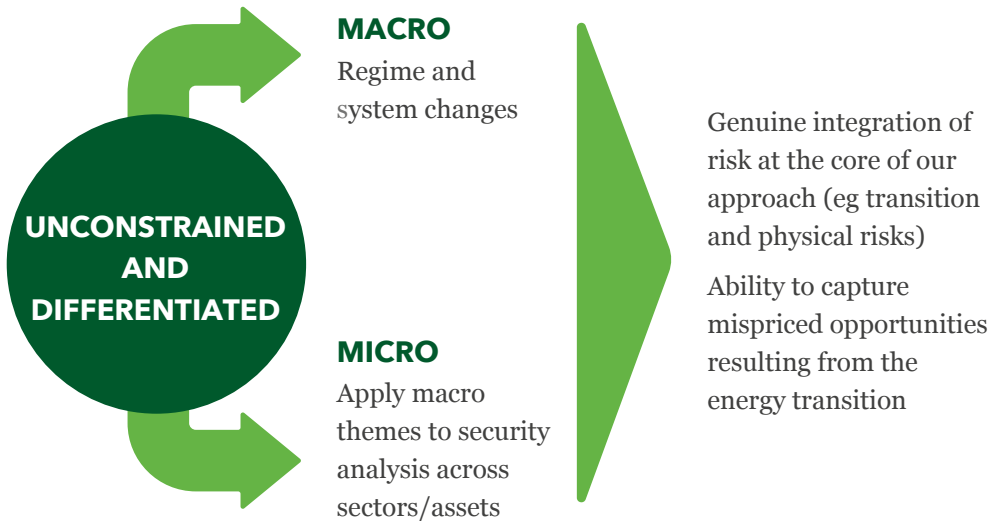 UNCONSTRAINED
AND
DIFFERENTIATED
MACRO
Regime and
system changes
MICRO
Apply macro
themes to security
analysis across
sectors/assets
Genuine integration of
risk at the core of our
approach (eg transition
and physical risks)
Ability to capture
mispriced opportunities
resulting from the
energy transition